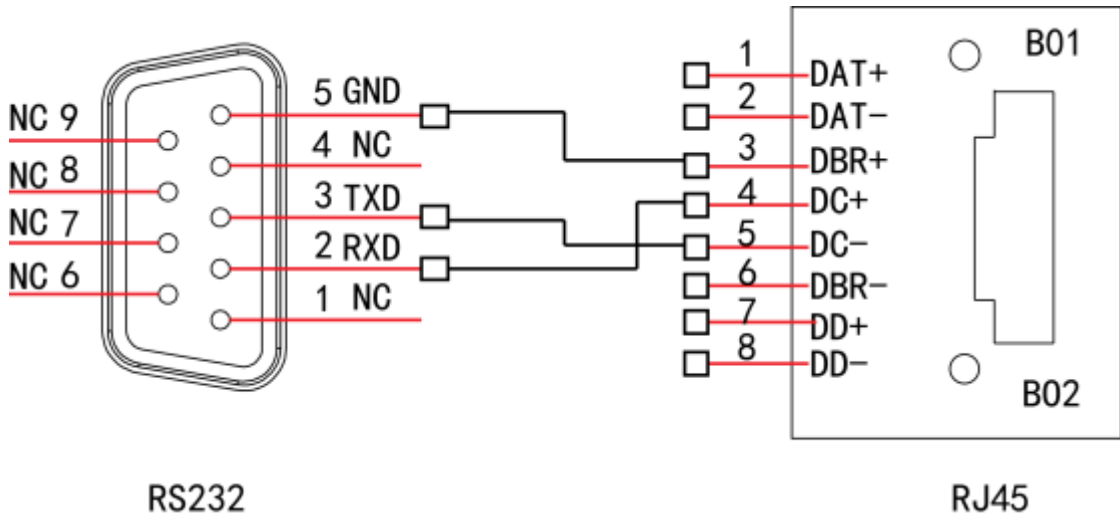 NC 9
NC 8
NC 7
NC 6
5 GND
4 NC
3 TXD
2 RXD
1 NC
1 DAT+
2 DAT-
3 DBR+
4 DC+
5 DC-
6 DBR-
7 DD+
8 DD-
B01
B02
RS232
RJ45